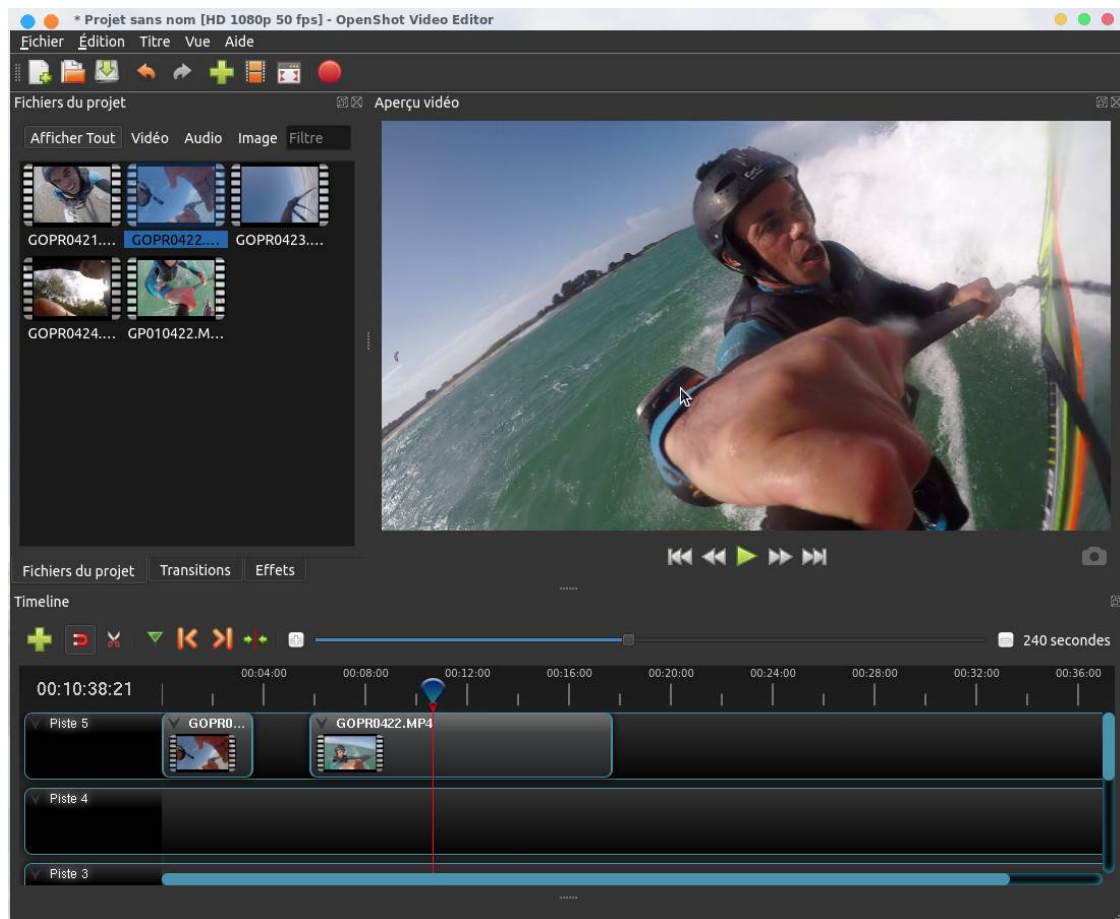 * Projet sans nom [HD 1080p 50 fps] - OpenShot Video Editor
Fichier Édition Titre Vue Aide
Fichiers du projet
Aperçu vidéo
Afficher Tout Vidéo Audio Image Filtre
GOPR0421.... GOPR0422.... GOPR0423....
GOPR0424.... GP010422.M...
Fichiers du projet Transitions Effets
Timeline
240 secondes
00:10:38:21
00:04:00 00:08:00 00:12:00 00:16:00 00:20:00 00:24:00 00:28:00 00:32:00 00:36:00
Piste 5
GOPR0...
GOPR0422.MP4
Piste 4
Piste 3